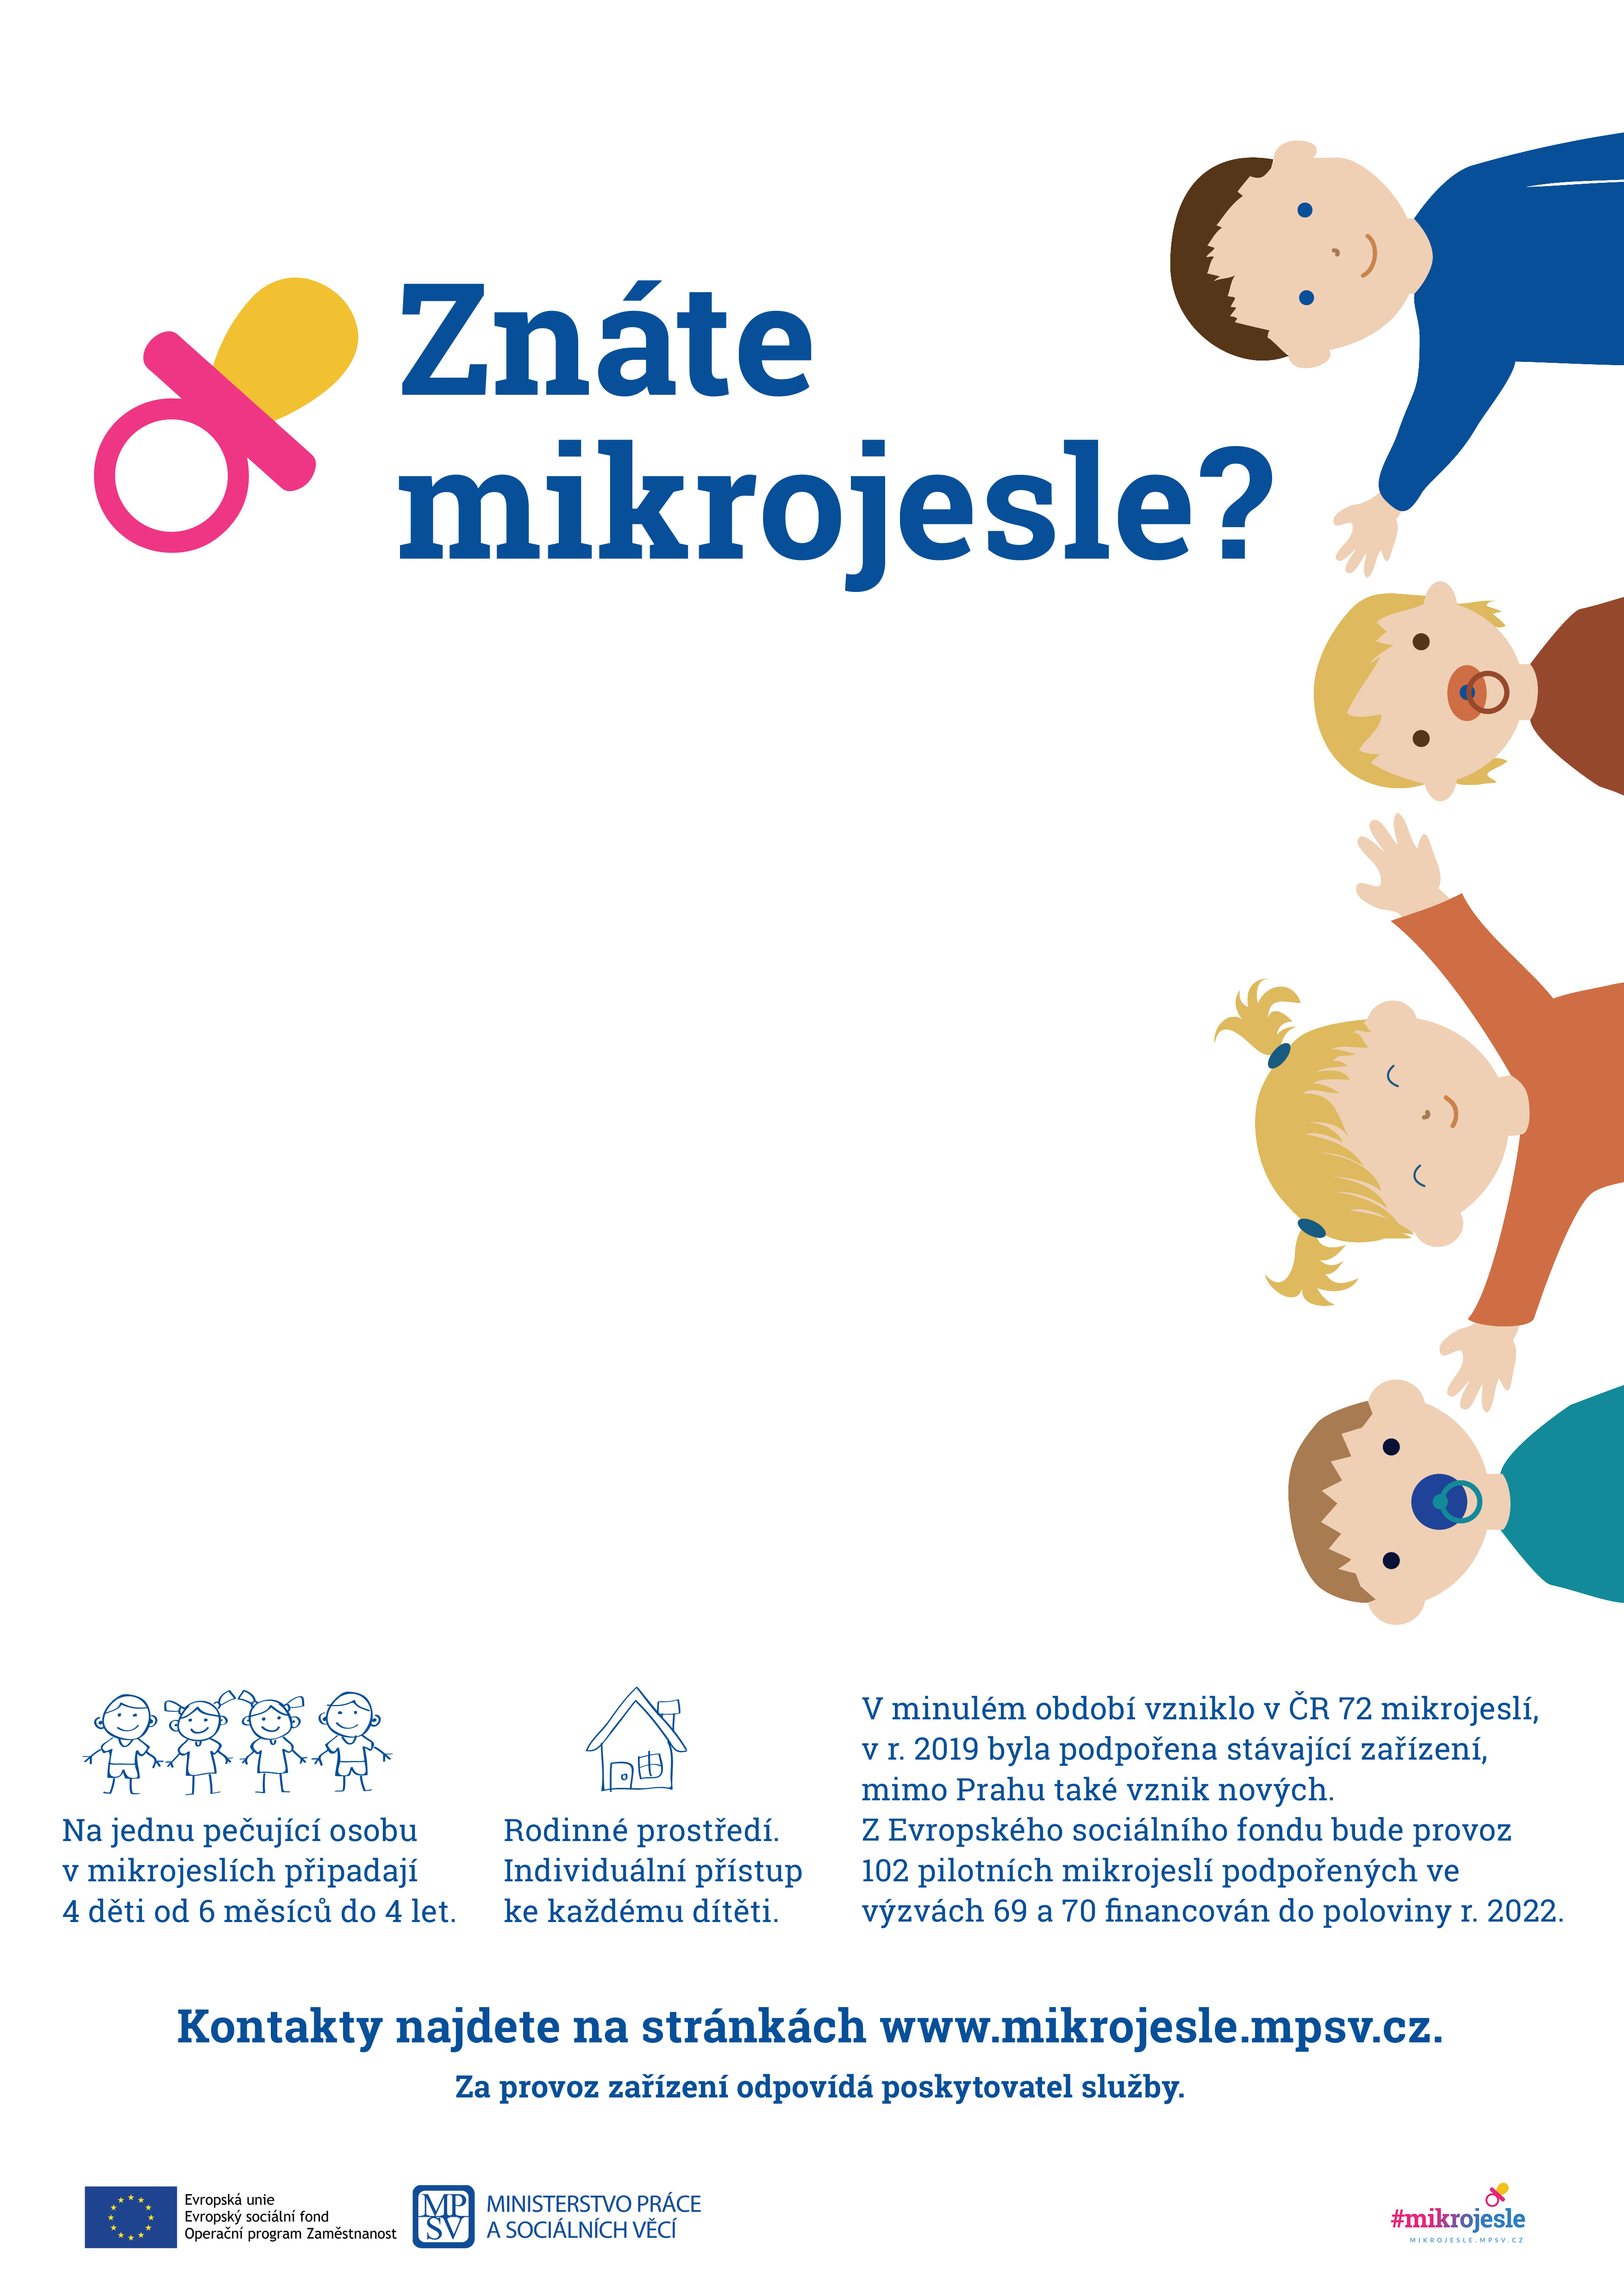 Znáte
mikrojesle?
Na jednu pečující osobu
v mikrojeslích připadají
4 děti od 6 měsíců do 4 let.
Rodinné prostředí.
Individuální přístup
ke každému dítěti.
V minulém období vzniklo v ČR 72 mikrojeslí,
v r. 2019 byla podpořena stávající zařízení,
mimo Prahu také vznik nových.
Z Evropského sociálního fondu bude provoz
102 pilotních mikrojeslí podpořených ve
výzvách 69 a 70 financován do poloviny r. 2022.
Kontakty najdete na stránkách www.mikrojesle.mpsv.cz.
Za provoz zařízení odpovídá poskytovatel služby.
Evropská unie
Evropský sociální fond
Operační program Zaměstnanost
MP
SV
MINISTERSTVO PRÁCE
A SOCIÁLNÍCH VĚCÍ
#mikrojesle
MIKROJESLE.MPSV.CZ